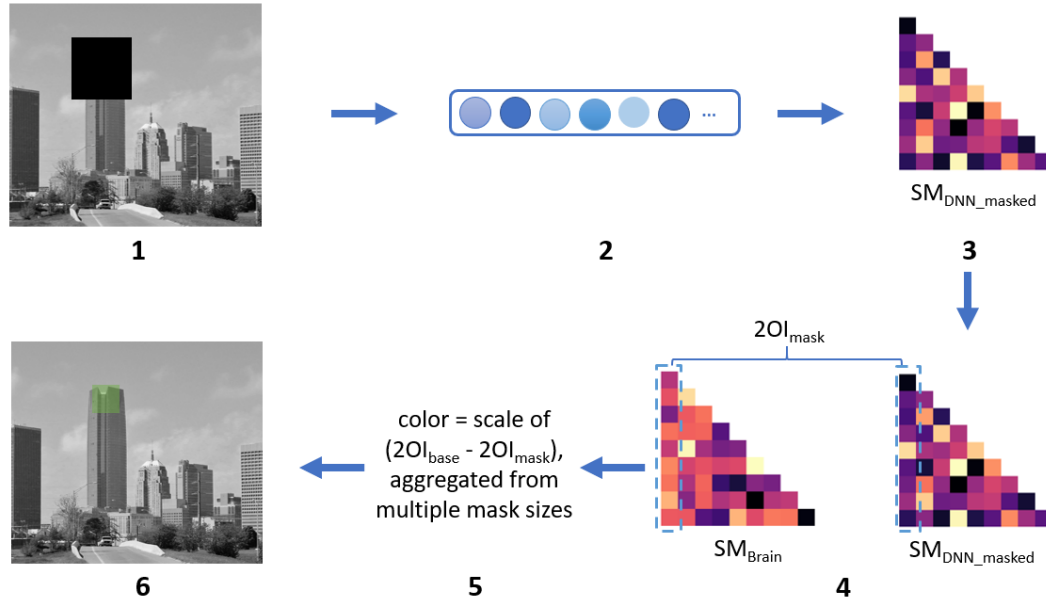 ...
SM_DNN_masked
1
2
3
2OI_mask
color = scale of
(2OI_base - 2OI_mask),
aggregated from
multiple mask sizes
SM_Brain
SM_DNN_masked
6
5
4